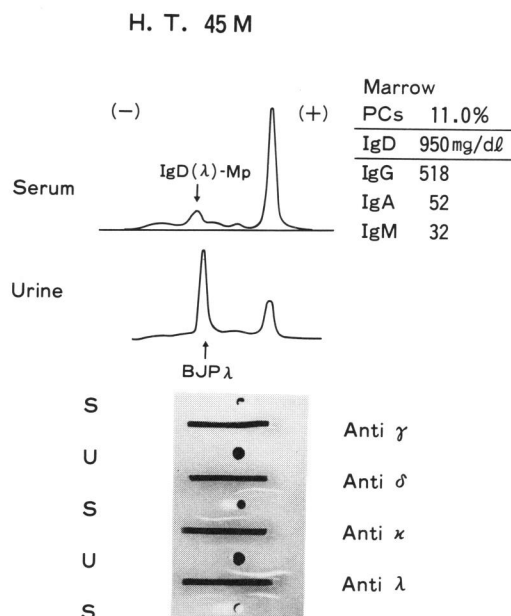 H. T. 45 M
Marrow
(−) (+) PCs 11.0%
IgD 950 mg/dℓ
IgD(λ)-Mp IgG 518
Serum IgA 52
IgM 32
Urine
BJPλ
S
Anti γ
U
Anti δ
S
Anti ϰ
U
Anti λ
S